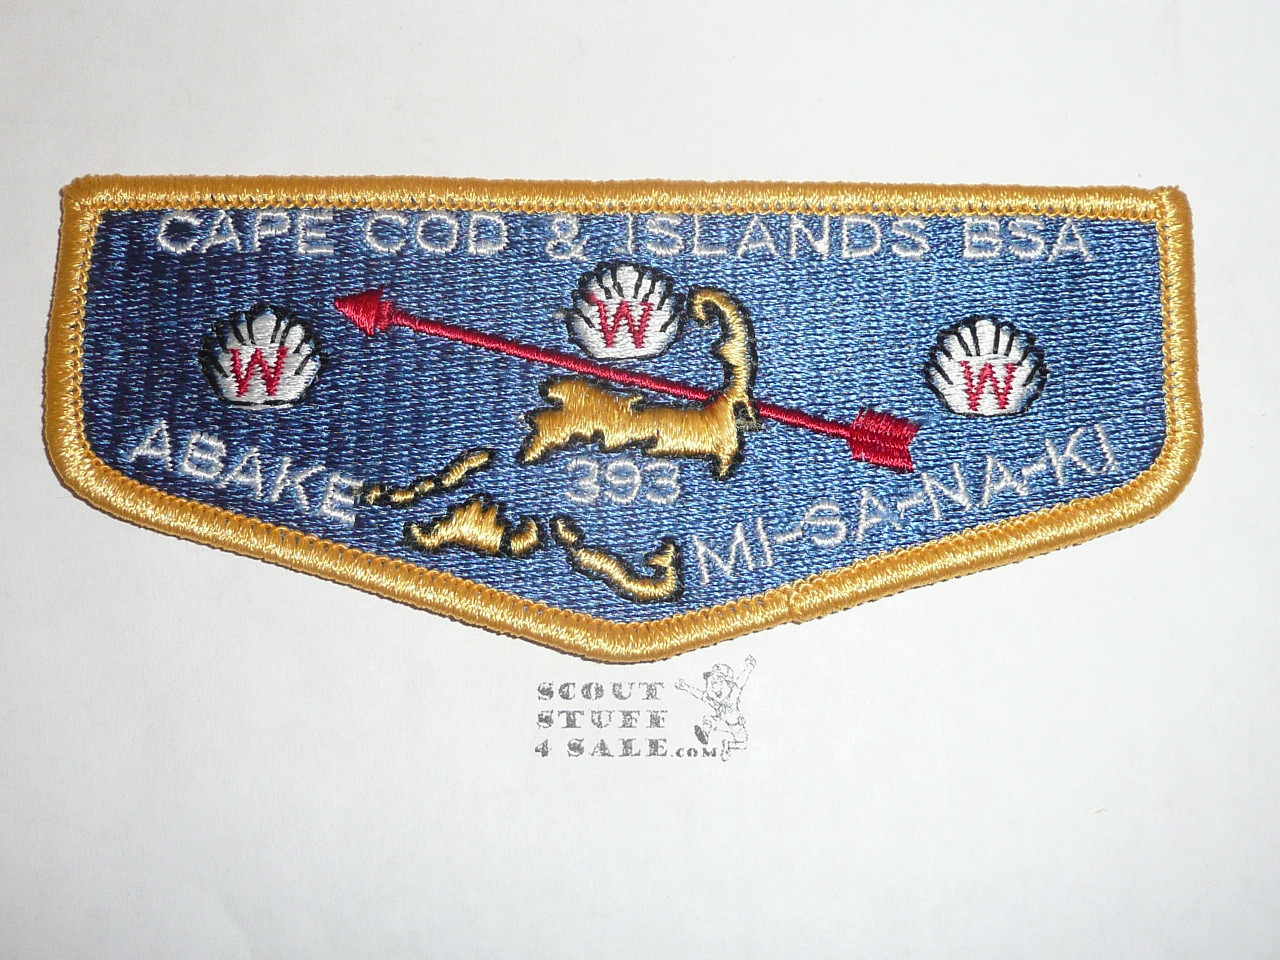 CAPE COD & ISLANDS BSA
W W W
ABAKE 393 MI-SA-NA-KI
SCOUT
STUFF
4 SALE.COM